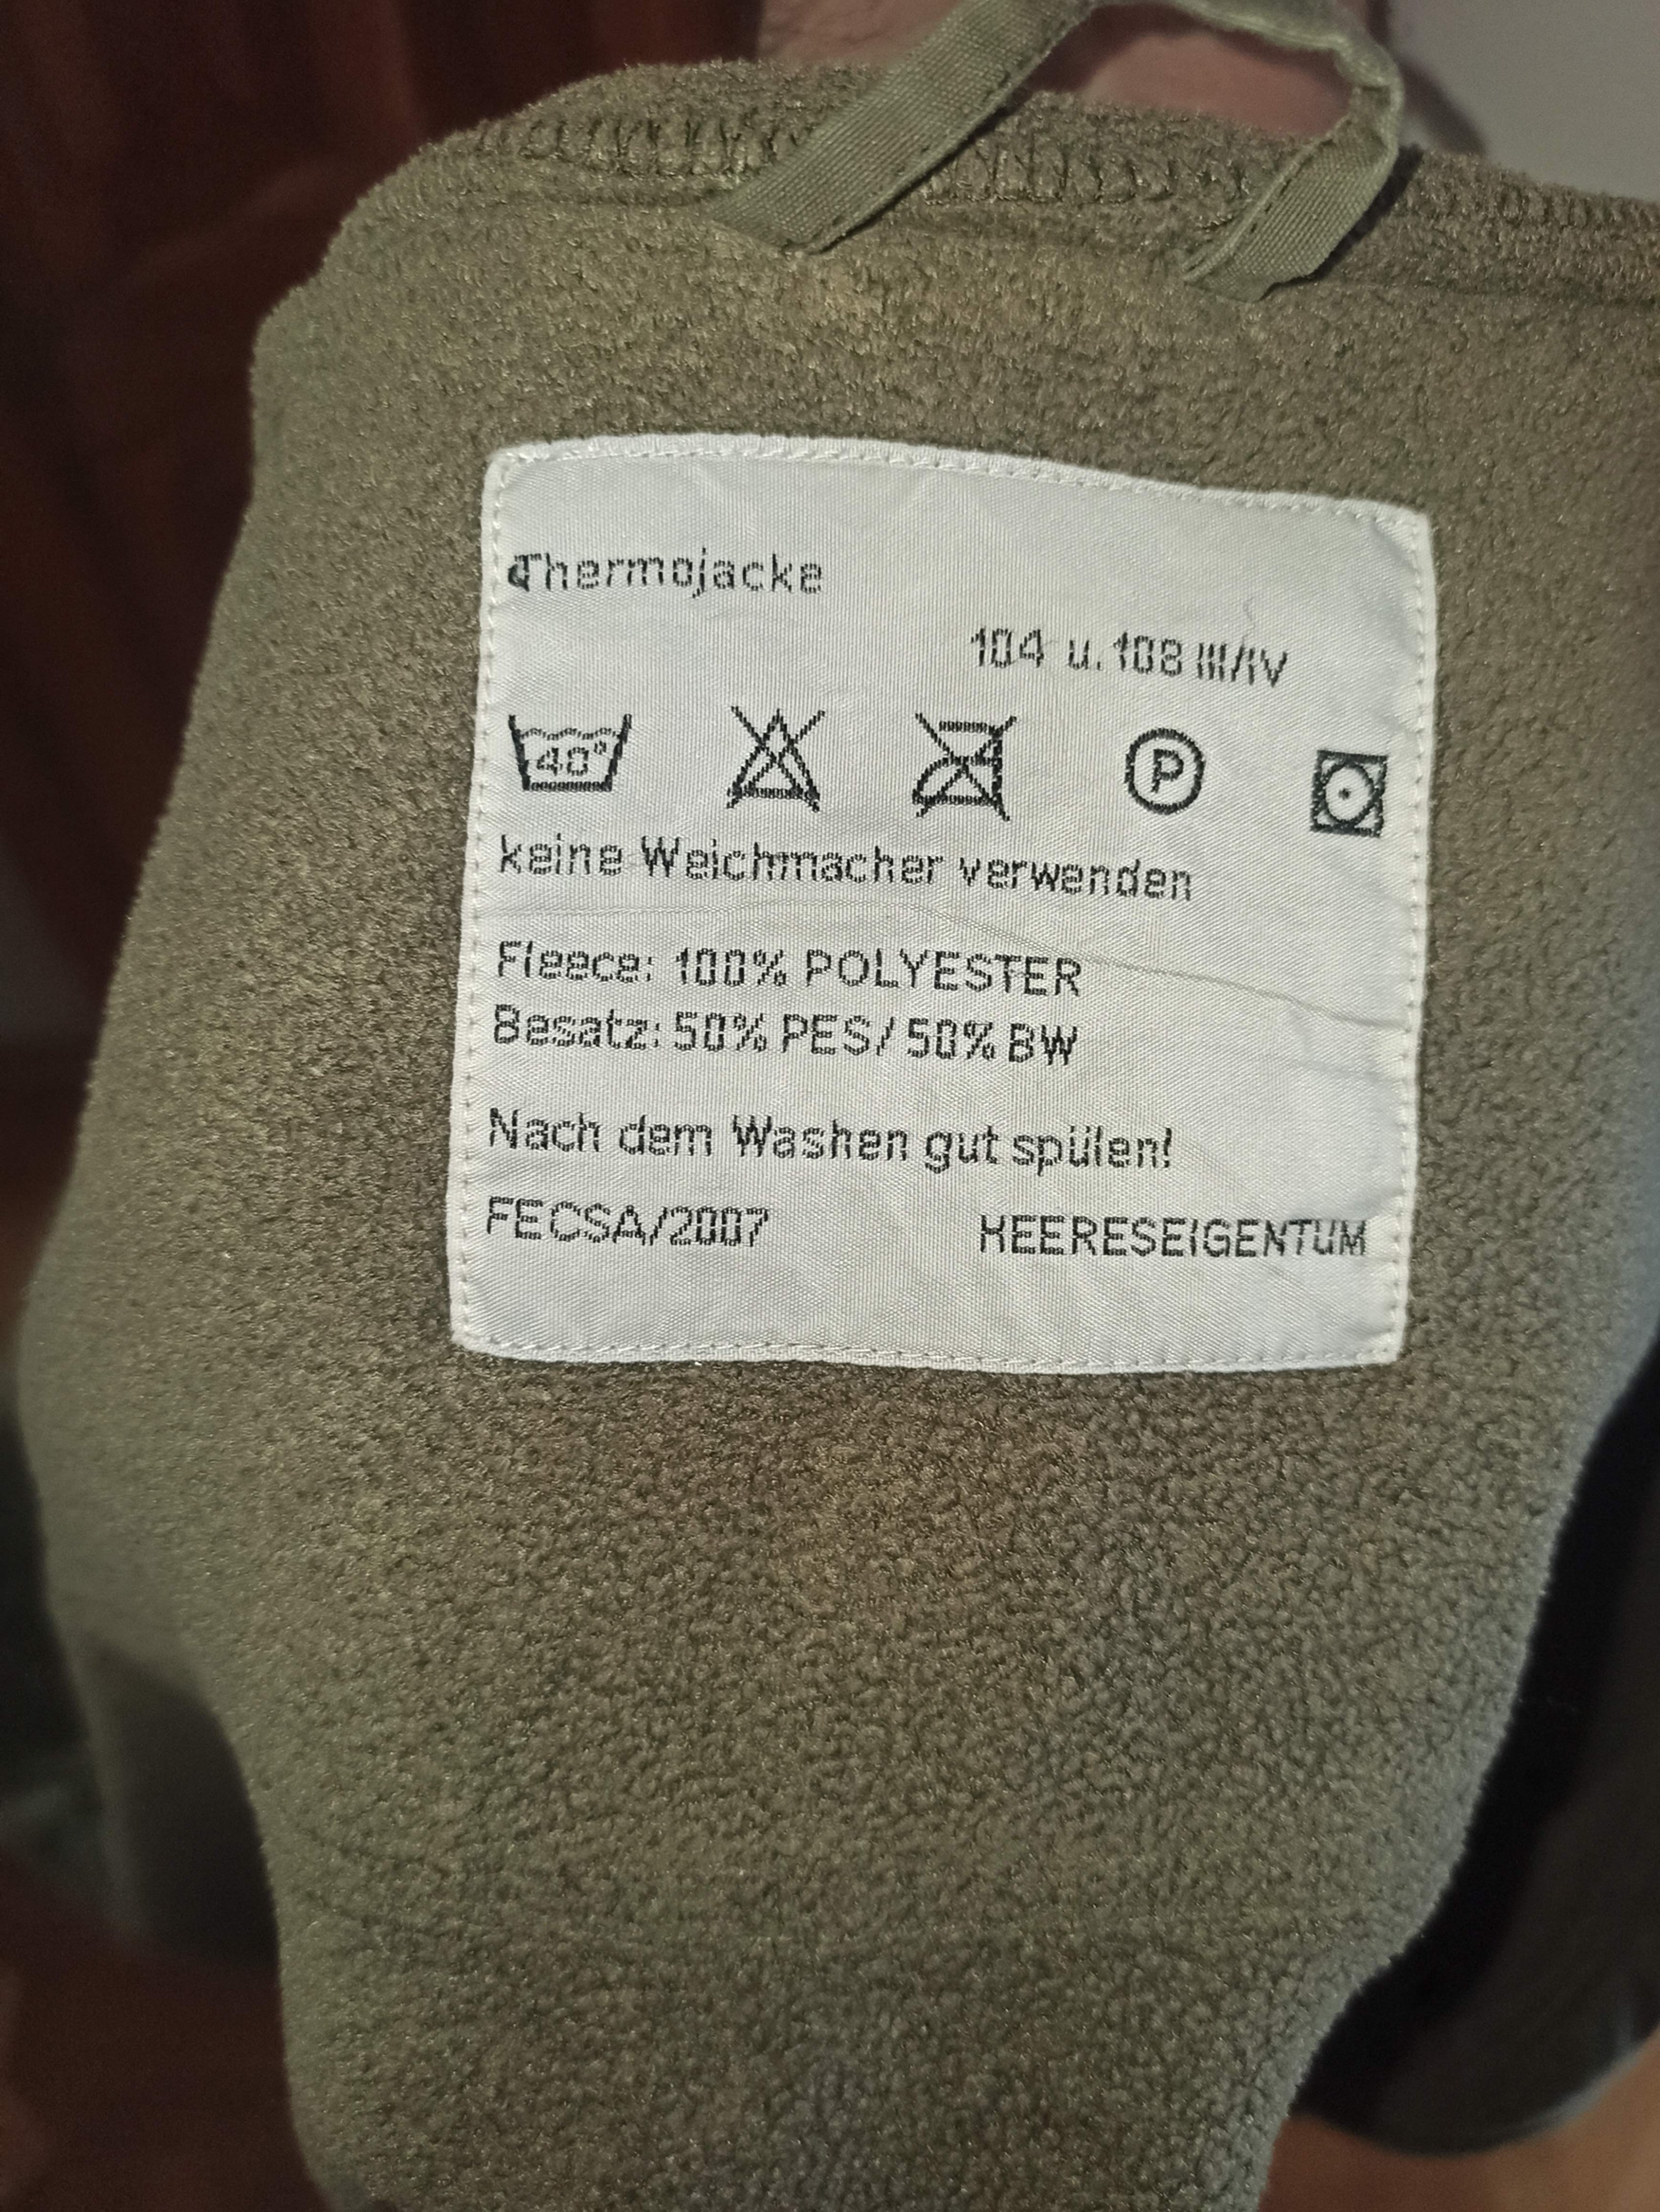 Thermojacke
104 u. 108 III/IV
40°
P
keine Weichmacher verwenden
Fleece: 100% POLYESTER
Besatz: 50% PES/ 50% BW
Nach dem Washen gut spülen!
FECSA/2007 HEERESEIGENTUM